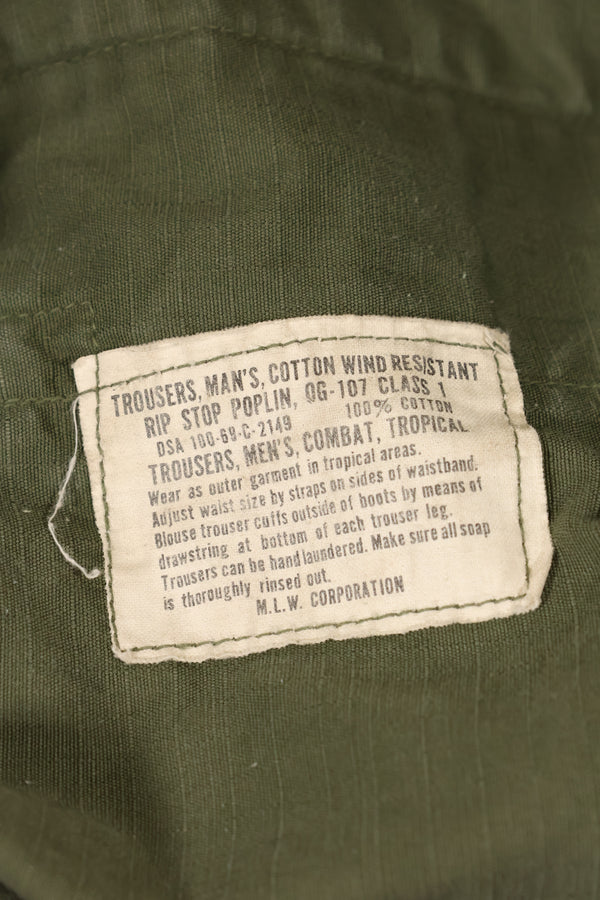 TROUSERS, MAN'S, COTTON WIND RESISTANT
RIP STOP POPLIN, OG-107 CLASS 1
DSA 100-69-C-2149 100% COTTON
TROUSERS, MEN'S, COMBAT, TROPICAL
Wear as outer garment in tropical areas.
Adjust waist size by straps on sides of waistband.
Blouse trouser cuffs outside of boots by means of
drawstring at bottom of each trouser leg.
Trousers can be hand laundered. Make sure all soap
is thoroughly rinsed out.
M.L.W. CORPORATION